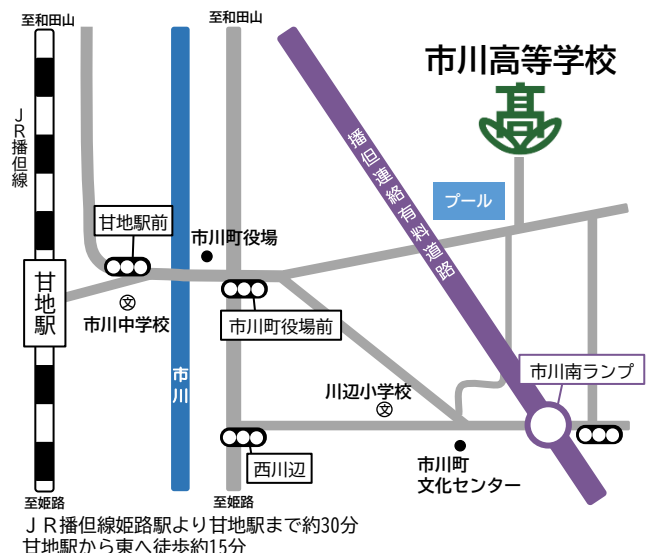 至和田山
至和田山
市川高等学校
高
JR播但線
播但連絡有料道路
プール
甘地駅前
市川町役場
甘地駅
文
市川中学校
市川町役場前
市川
市川南ランプ
川辺小学校
文
西川辺
市川町
文化センター
至姫路
至姫路
ＪＲ播但線姫路駅より甘地駅まで約30分
甘地駅から東へ徒歩約15分